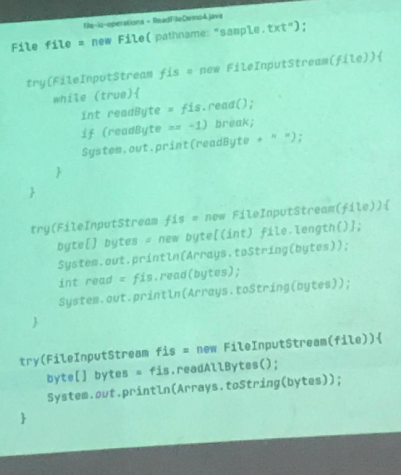 file-io-operations – ReadFileDemo4.java
File file = new File( pathname: "sample.txt");
try(FileInputStream fis = new FileInputStream(file)){
while (true){
int readByte = fis.read();
if (readByte == -1) break;
System.out.print(readByte + " ");
}
}
try(FileInputStream fis = new FileInputStream(file)){
byte[] bytes = new byte[(int) file.length()];
System.out.println(Arrays.toString(bytes));
int read = fis.read(bytes);
System.out.println(Arrays.toString(bytes));
}
try(FileInputStream fis = new FileInputStream(file)){
byte[] bytes = fis.readAllBytes();
System.out.println(Arrays.toString(bytes));
}